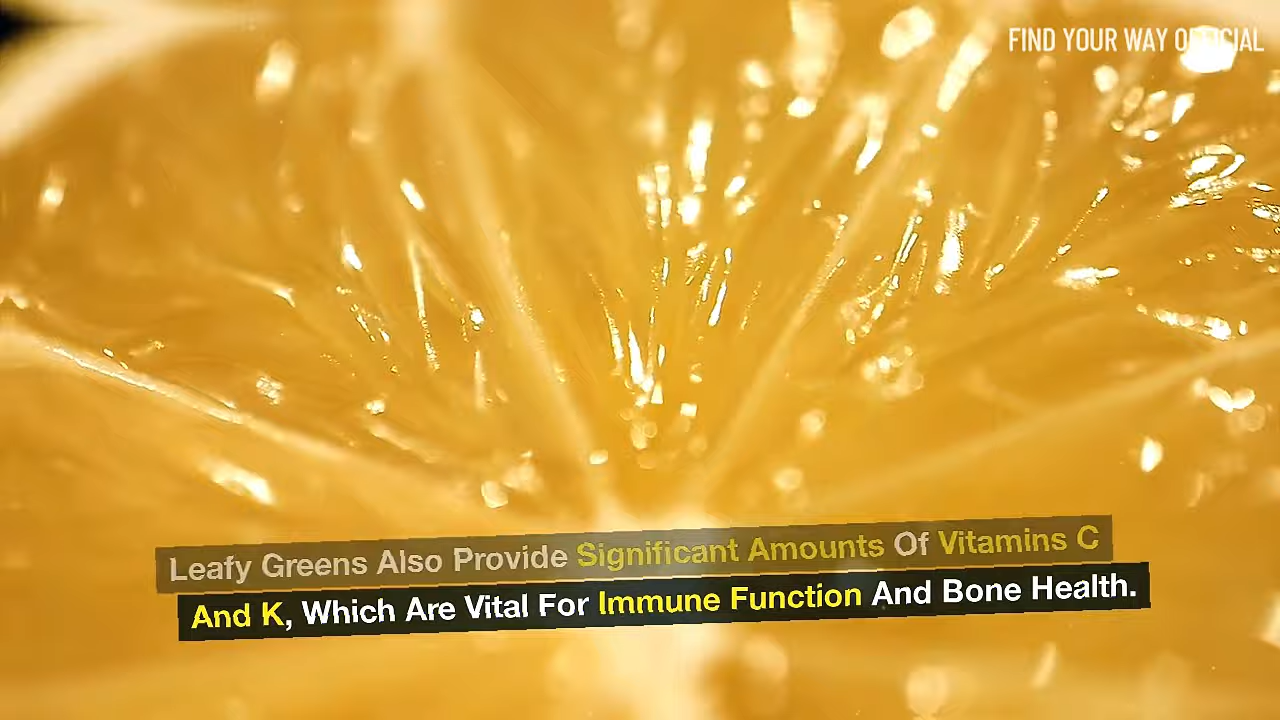 FIND YOUR WAY OFFICIAL
Leafy Greens Also Provide Significant Amounts Of Vitamins C
And K, Which Are Vital For Immune Function And Bone Health.